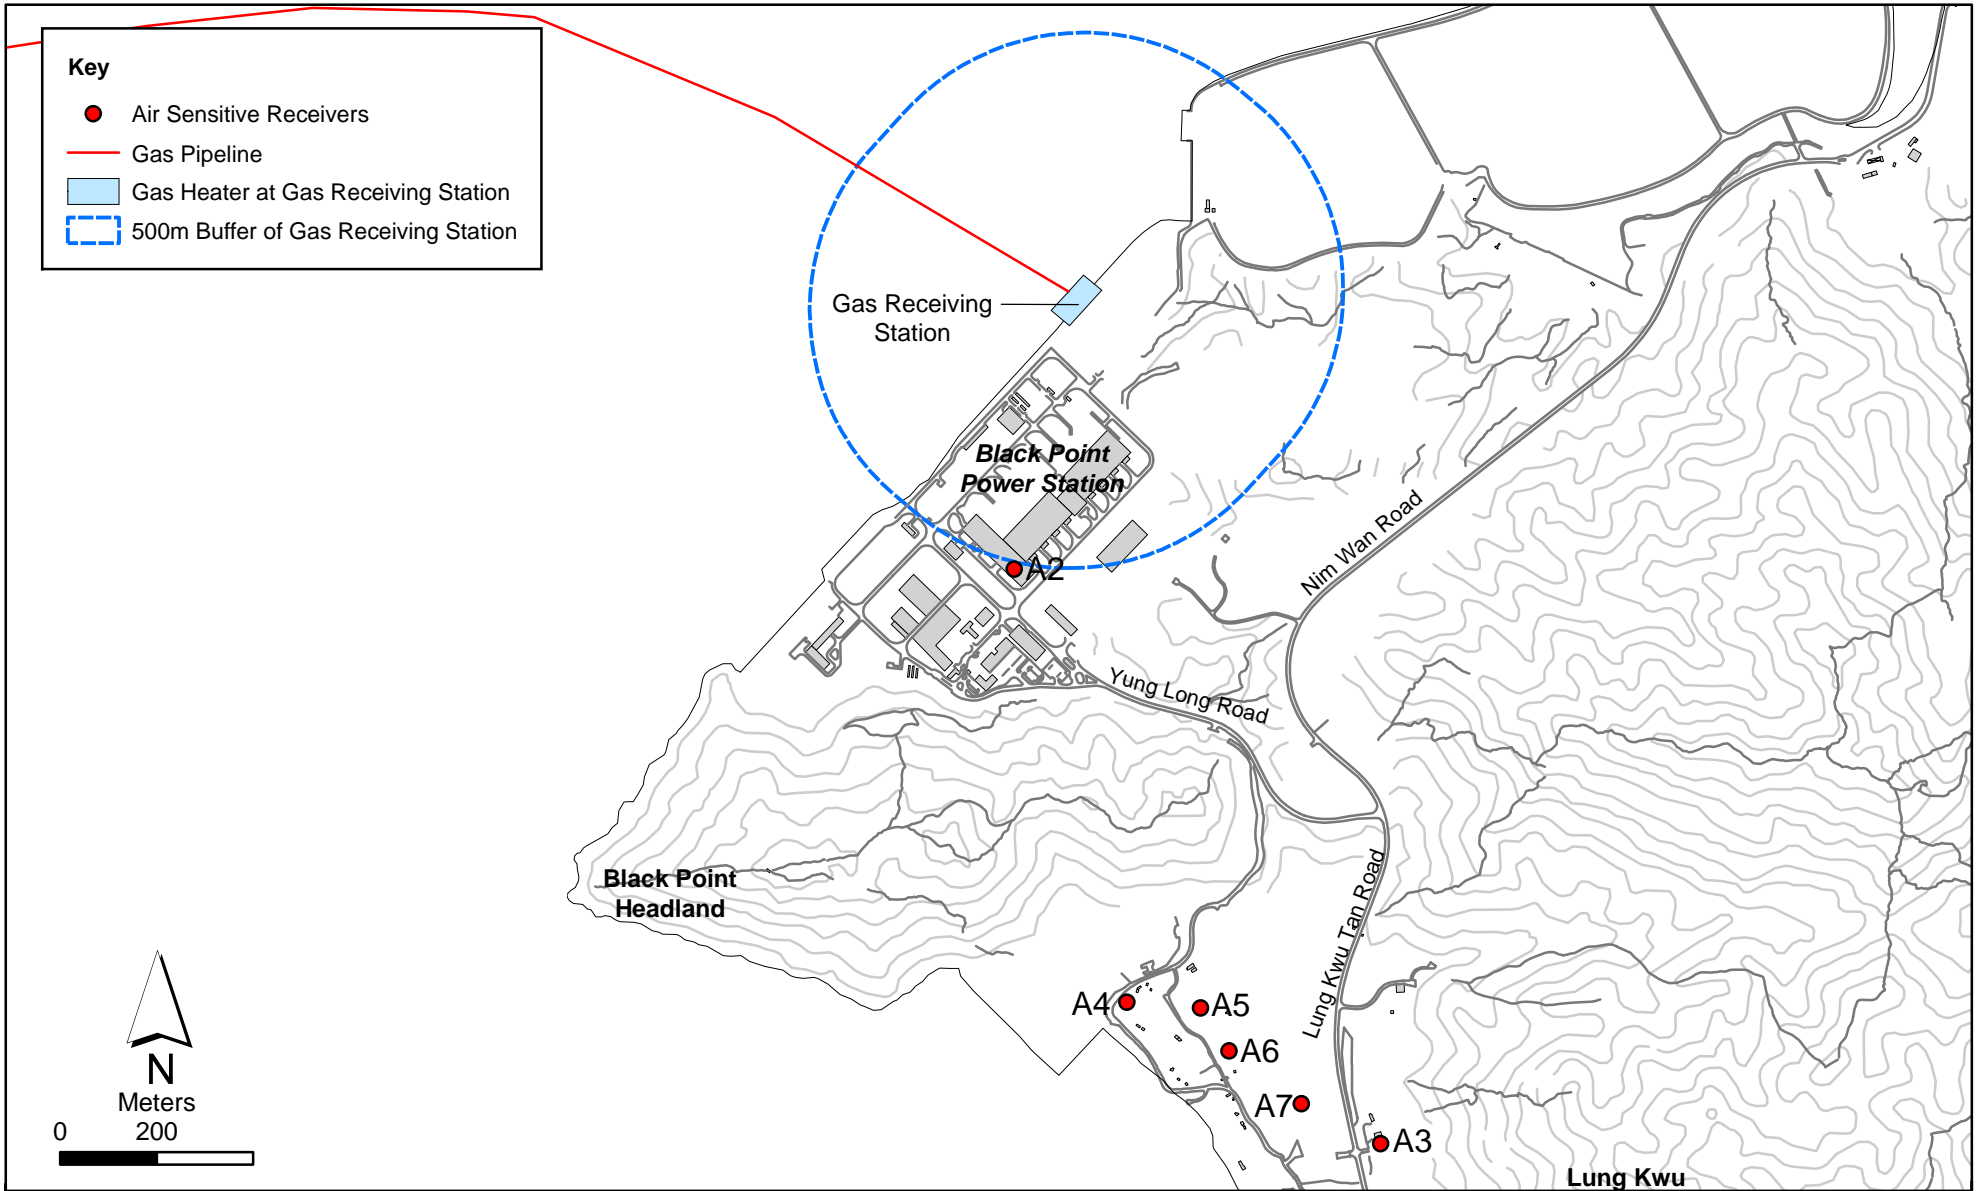 Key
Air Sensitive Receivers
Gas Pipeline
Gas Heater at Gas Receiving Station
500m Buffer of Gas Receiving Station
Gas Receiving
Station
Black Point
Power Station
A2
Nim Wan Road
Yung Long Road
Black Point
Headland
Lung Kwu Tan Road
A4
A5
A6
A7
A3
Lung Kwu
N
Meters
0 200